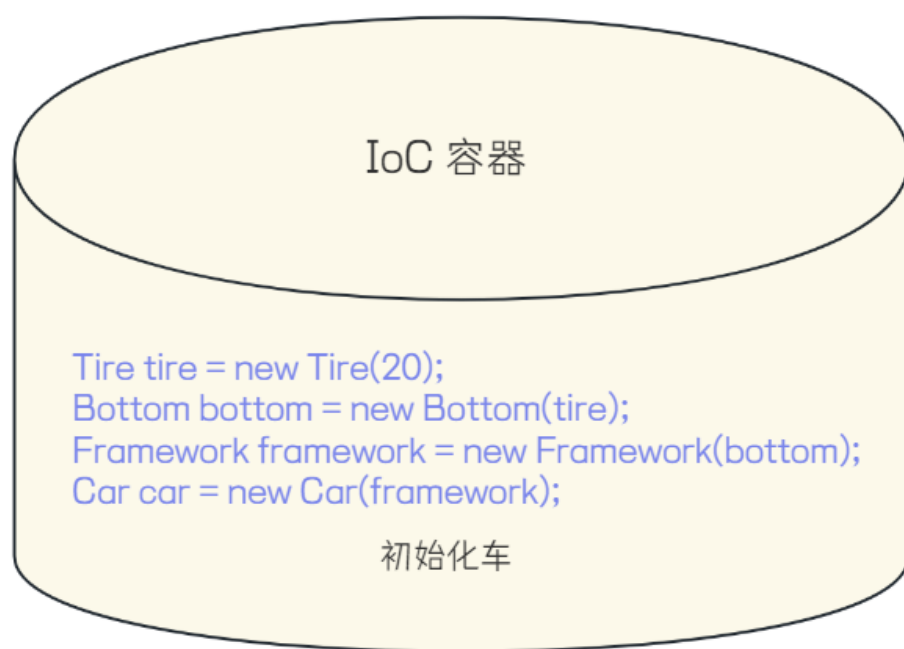 IoC 容器
Tire tire = new Tire(20);
Bottom bottom = new Bottom(tire);
Framework framework = new Framework(bottom);
Car car = new Car(framework);
初始化车